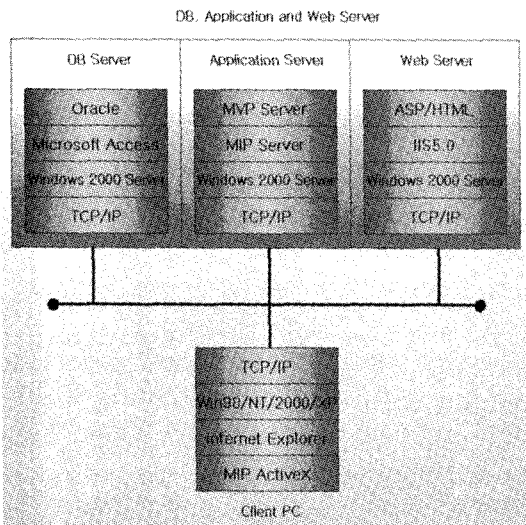 DB, Application and Web Server
DB Server
Application Server
Web Server
Oracle
Microsoft Access
Windows 2000 Server
TCP/IP
MVP Server
MIP Server
Windows 2000 Server
TCP/IP
ASP/HTML
IIS5.0
Windows 2000 Server
TCP/IP
TCP/IP
Win98/NT/2000/XP
Internet Explorer
MIP ActiveX
Client PC